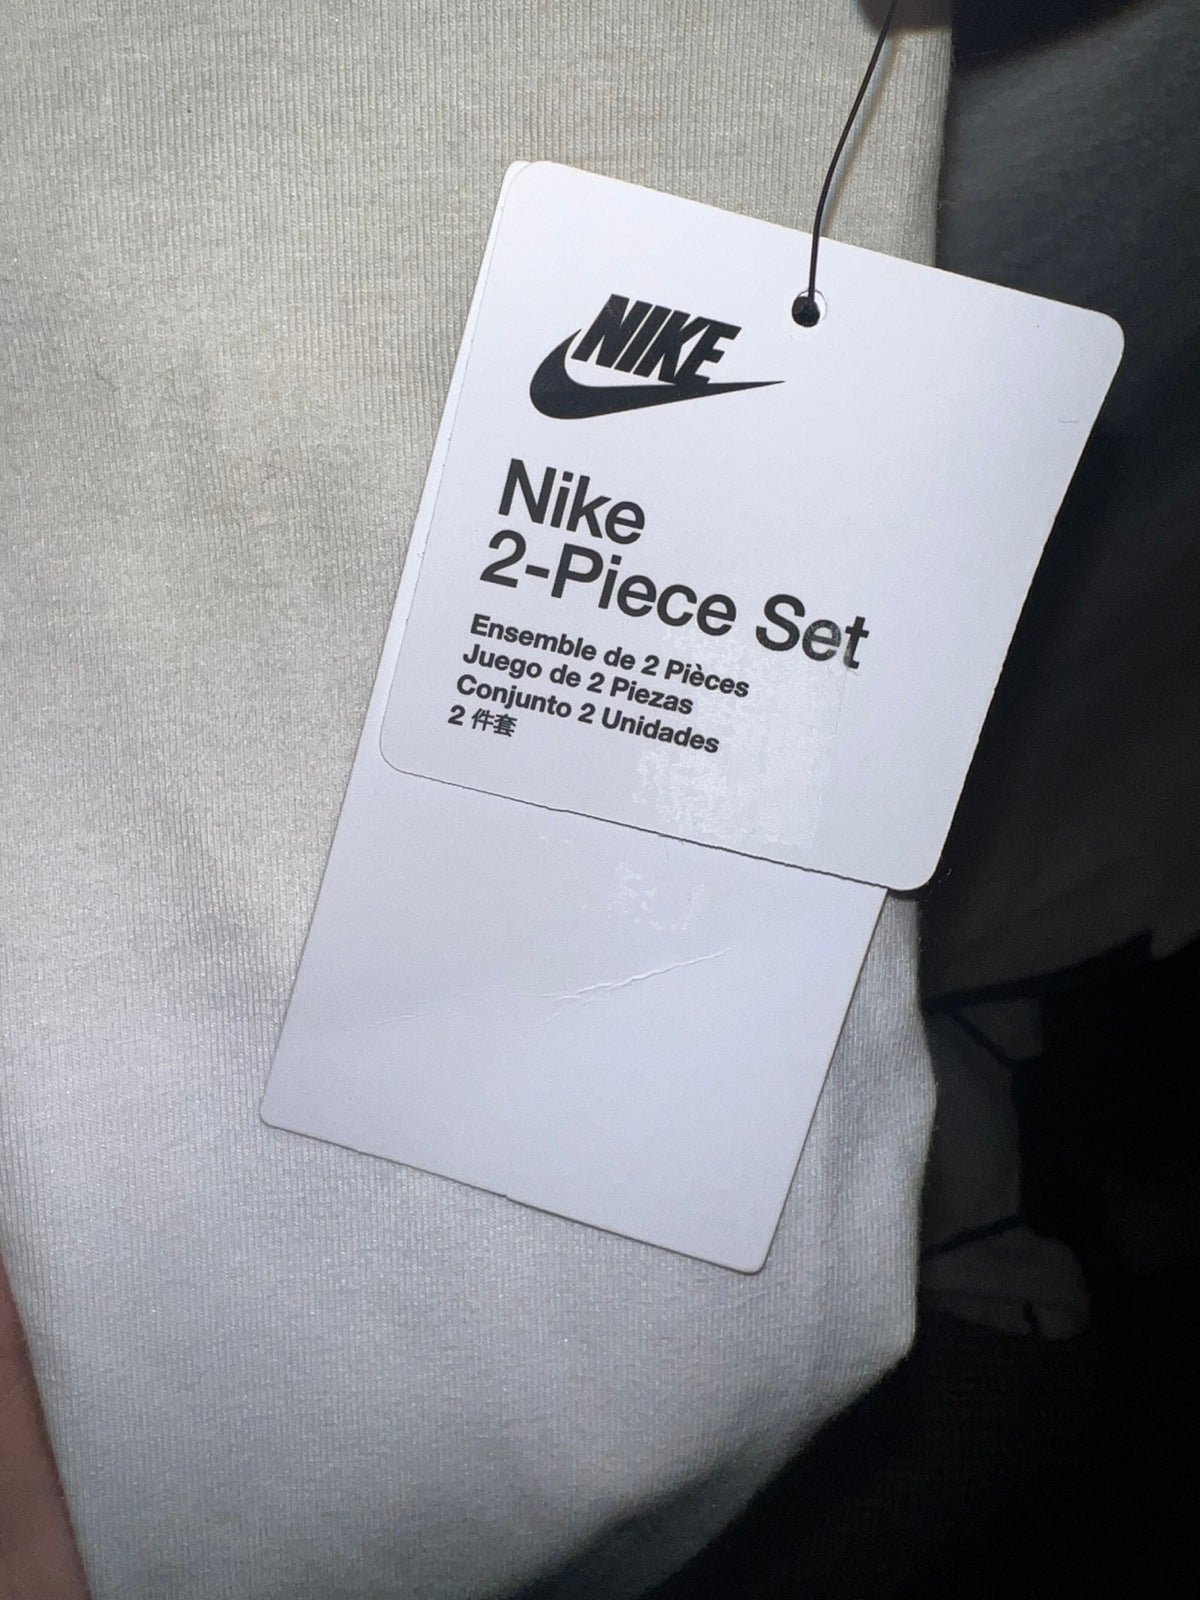 NIKE
Nike
2-Piece Set
Ensemble de 2 Pièces
Juego de 2 Piezas
Conjunto 2 Unidades
2 件套